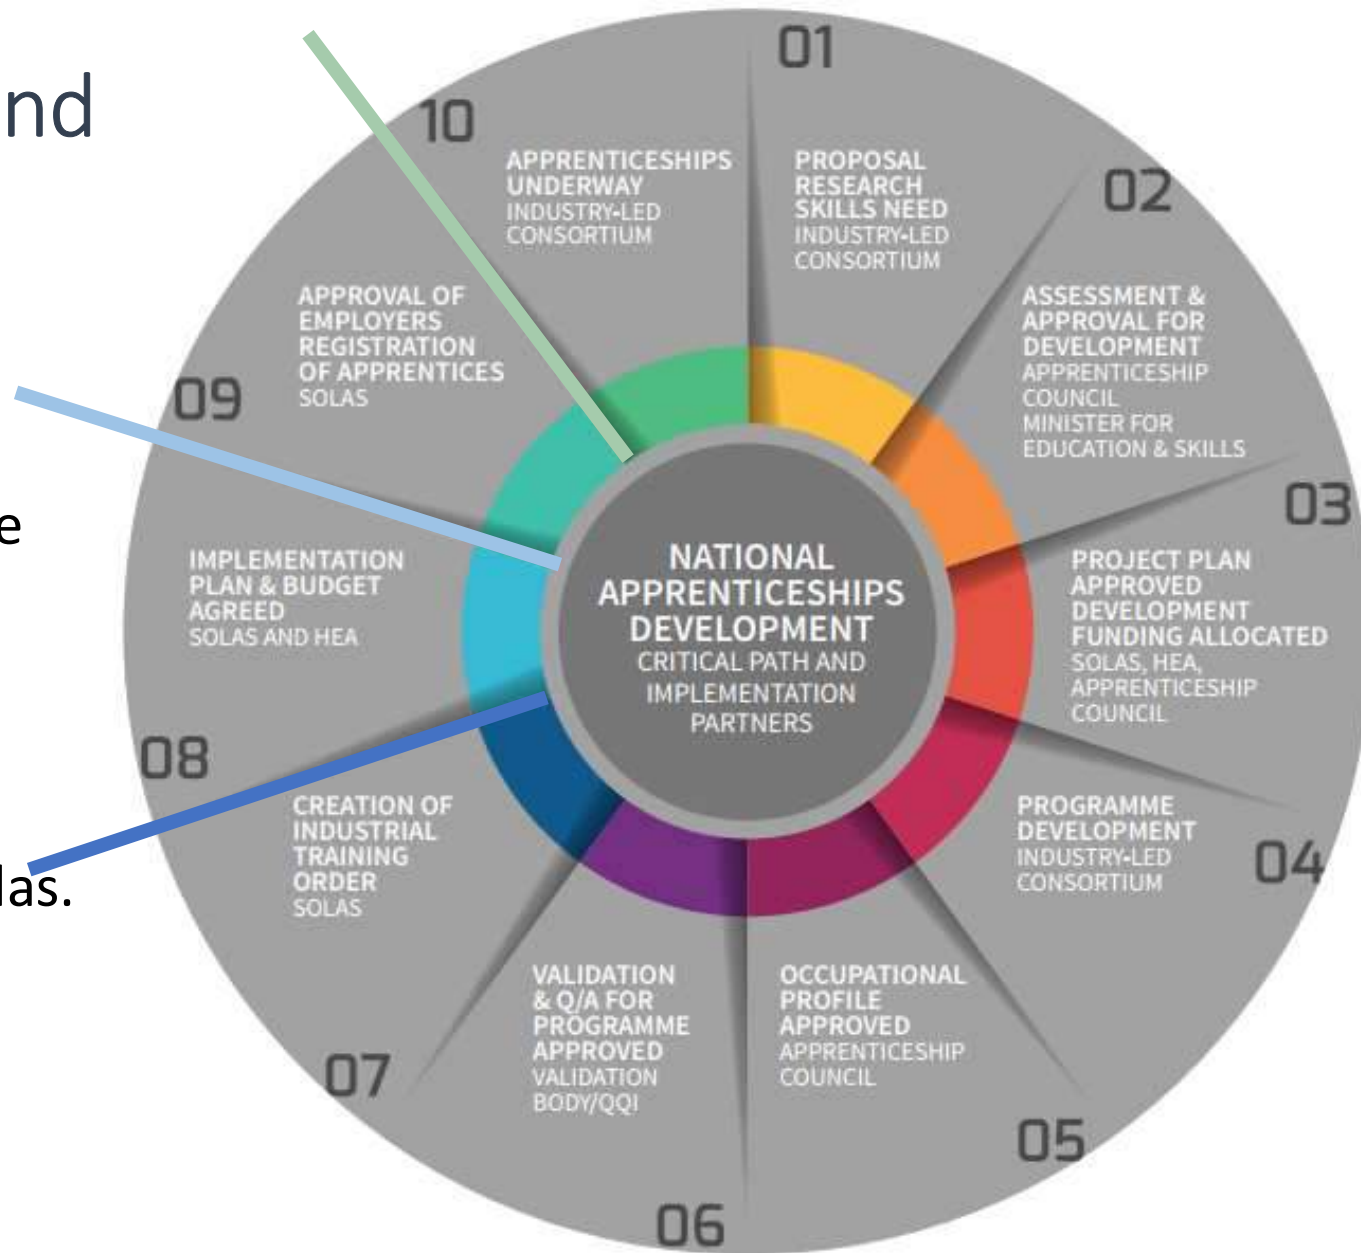 nd
e
las.
01
PROPOSAL
RESEARCH
SKILLS NEED
INDUSTRY-LED
CONSORTIUM
02
ASSESSMENT &
APPROVAL FOR
DEVELOPMENT
APPRENTICESHIP
COUNCIL
MINISTER FOR
EDUCATION & SKILLS
03
PROJECT PLAN
APPROVED
DEVELOPMENT
FUNDING ALLOCATED
SOLAS, HEA,
APPRENTICESHIP
COUNCIL
04
PROGRAMME
DEVELOPMENT
INDUSTRY-LED
CONSORTIUM
05
OCCUPATIONAL
PROFILE
APPROVED
APPRENTICESHIP
COUNCIL
06
VALIDATION
& Q/A FOR
PROGRAMME
APPROVED
VALIDATION
BODY/QQI
07
CREATION OF
INDUSTRIAL
TRAINING
ORDER
SOLAS
08
IMPLEMENTATION
PLAN & BUDGET
AGREED
SOLAS AND HEA
09
APPROVAL OF
EMPLOYERS
REGISTRATION
OF APPRENTICES
SOLAS
10
APPRENTICESHIPS
UNDERWAY
INDUSTRY-LED
CONSORTIUM
NATIONAL
APPRENTICESHIPS
DEVELOPMENT
CRITICAL PATH AND
IMPLEMENTATION
PARTNERS